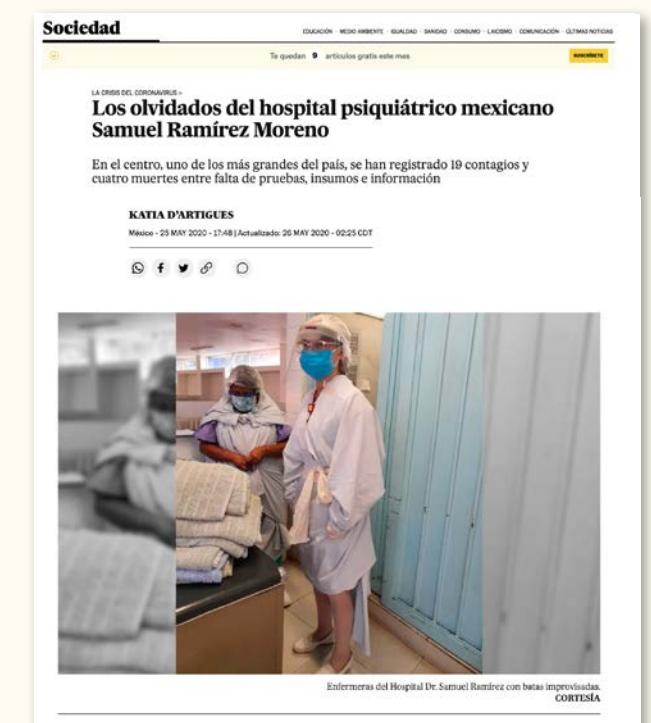 Sociedad
EDUCACIÓN · MEDIO AMBIENTE · IGUALDAD · SANIDAD · CONSUMO · LAICISMO · COMUNICACIÓN · ÚLTIMAS NOTICIAS
Te quedan 9 artículos gratis este mes
SUSCRÍBETE
LA CRISIS DEL CORONAVIRUS >
Los olvidados del hospital psiquiátrico mexicano
Samuel Ramírez Moreno
En el centro, uno de los más grandes del país, se han registrado 19 contagios y
cuatro muertes entre falta de pruebas, insumos e información
KATIA D'ARTIGUES
México - 25 MAY 2020 - 17:48 | Actualizado: 26 MAY 2020 - 02:25 CDT
Enfermeras del Hospital Dr. Samuel Ramírez con batas improvisadas.
CORTESÍA